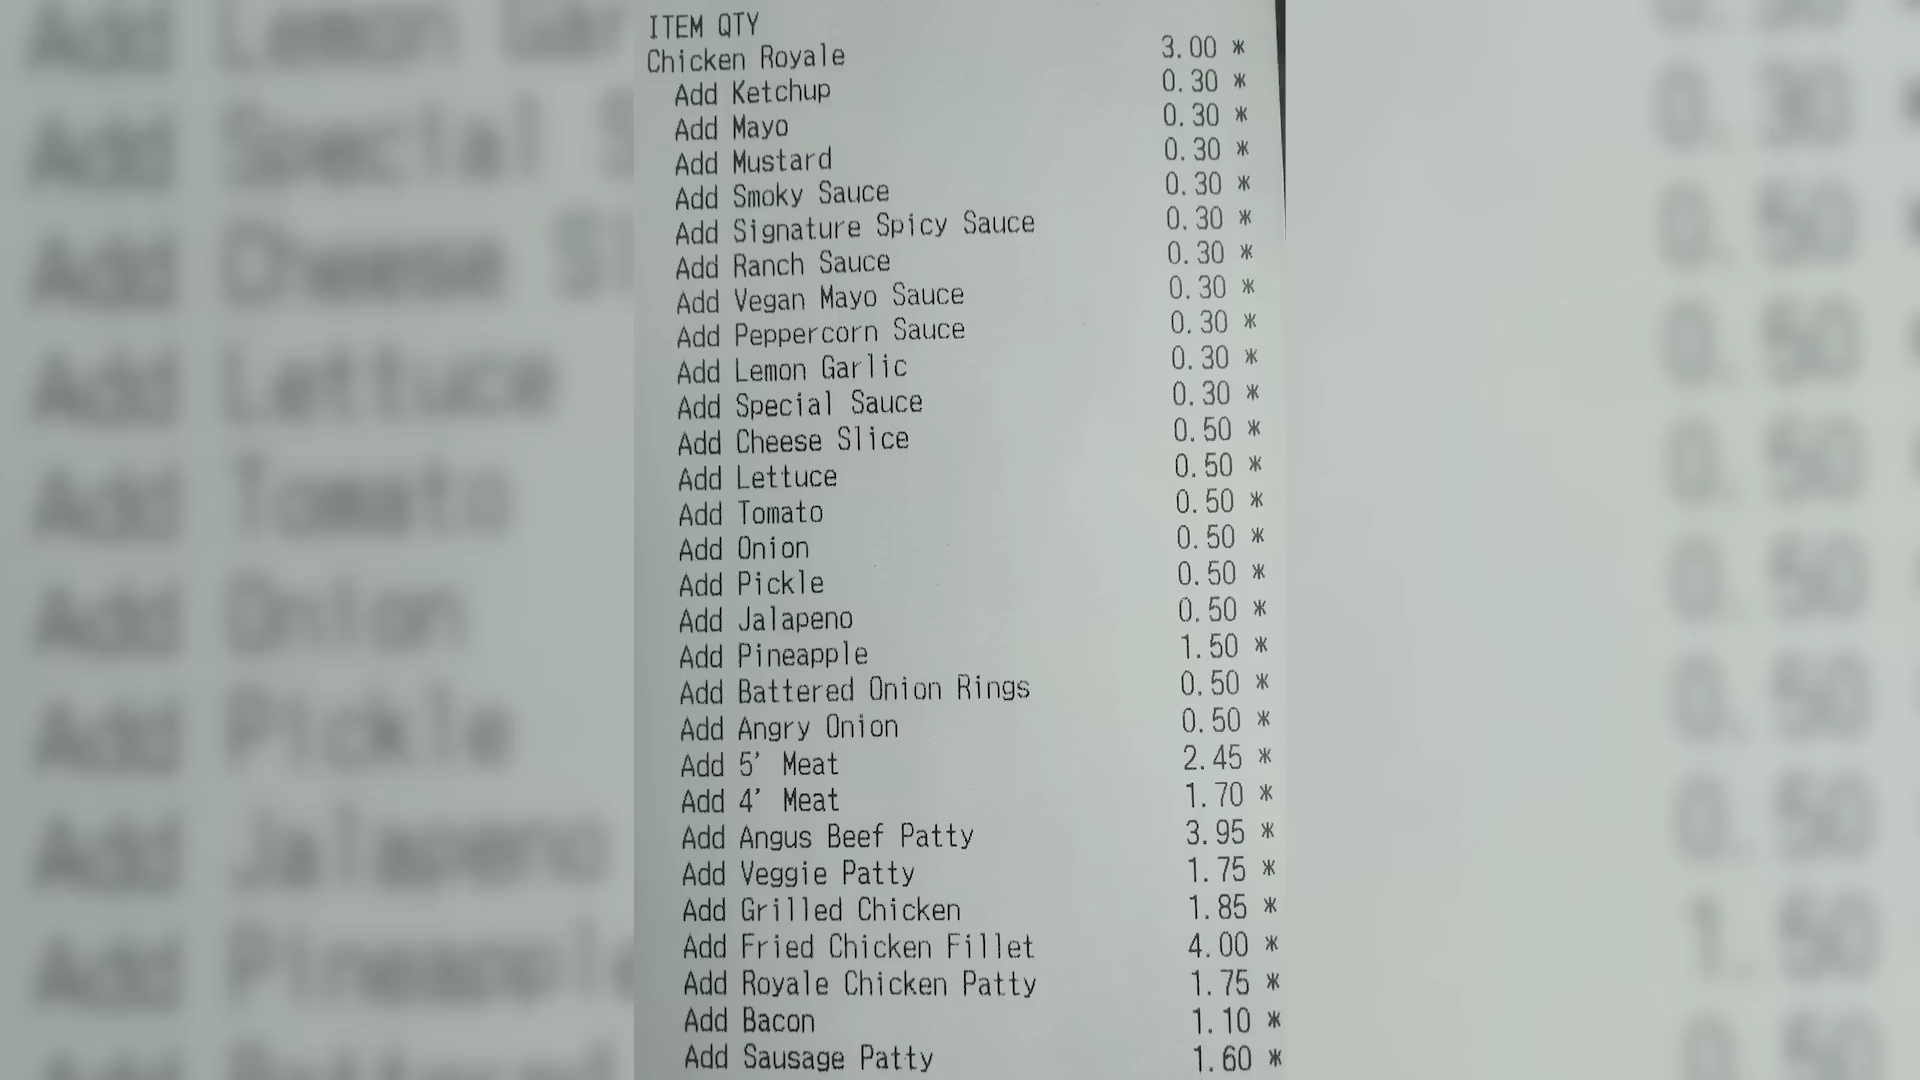 ITEM QTY
Chicken Royale 3.00 *
Add Ketchup 0.30 *
Add Mayo 0.30 *
Add Mustard 0.30 *
Add Smoky Sauce 0.30 *
Add Signature Spicy Sauce 0.30 *
Add Ranch Sauce 0.30 *
Add Vegan Mayo Sauce 0.30 *
Add Peppercorn Sauce 0.30 *
Add Lemon Garlic 0.30 *
Add Special Sauce 0.30 *
Add Cheese Slice 0.50 *
Add Lettuce 0.50 *
Add Tomato 0.50 *
Add Onion 0.50 *
Add Pickle 0.50 *
Add Jalapeno 0.50 *
Add Pineapple 1.50 *
Add Battered Onion Rings 0.50 *
Add Angry Onion 0.50 *
Add 5' Meat 2.45 *
Add 4' Meat 1.70 *
Add Angus Beef Patty 3.95 *
Add Veggie Patty 1.75 *
Add Grilled Chicken 1.85 *
Add Fried Chicken Fillet 4.00 *
Add Royale Chicken Patty 1.75 *
Add Bacon 1.10 *
Add Sausage Patty 1.60 *